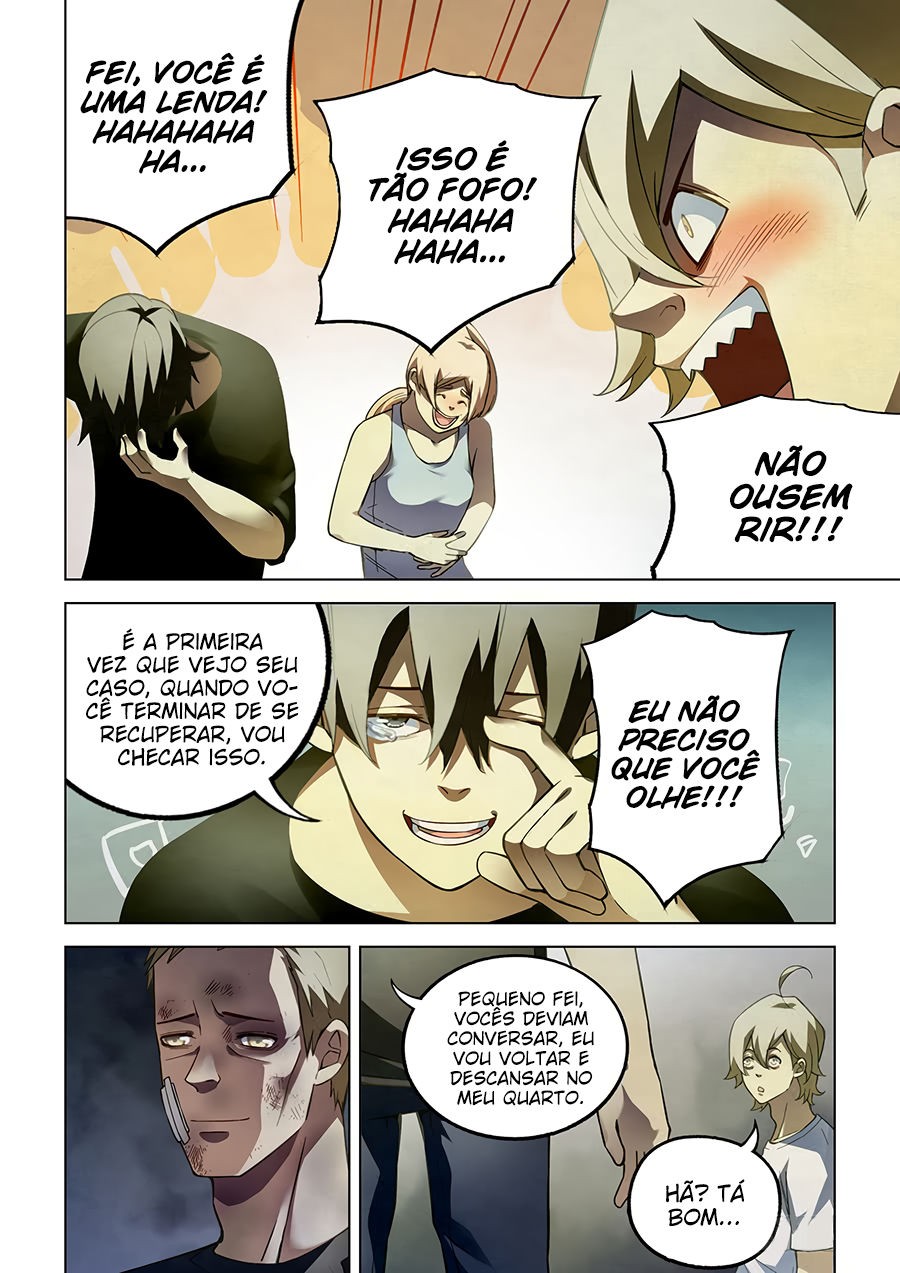 FEI, VOCÊ É
UMA LENDA!
HAHAHAHA
HA...
ISSO É
TÃO FOFO!
HAHAHA
HAHA...
NÃO
OUSEM
RIR!!!
É A PRIMEIRA
VEZ QUE VEJO SEU
CASO, QUANDO VO-
CÊ TERMINAR DE SE
RECUPERAR, VOU
CHECAR ISSO.
EU NÃO
PRECISO
QUE VOCÊ
OLHE!!!
PEQUENO FEI,
VOCÊS DEVIAM
CONVERSAR, EU
VOU VOLTAR E
DESCANSAR NO
MEU QUARTO.
HÃ? TÁ
BOM...